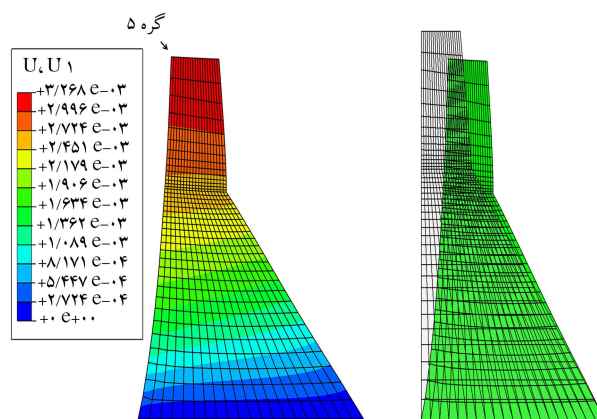 گره ۵
U، U۱
+۳/۲۶۸ e−۰۳
+۲/۹۹۶ e−۰۳
+۲/۷۲۴ e−۰۳
+۲/۴۵۱ e−۰۳
+۲/۱۷۹ e−۰۳
+۱/۹۰۶ e−۰۳
+۱/۶۳۴ e−۰۳
+۱/۳۶۲ e−۰۳
+۱/۰۸۹ e−۰۳
+۸/۱۷۱ e−۰۴
+۵/۴۴۷ e−۰۴
+۲/۷۲۴ e−۰۴
+۰ e+۰۰